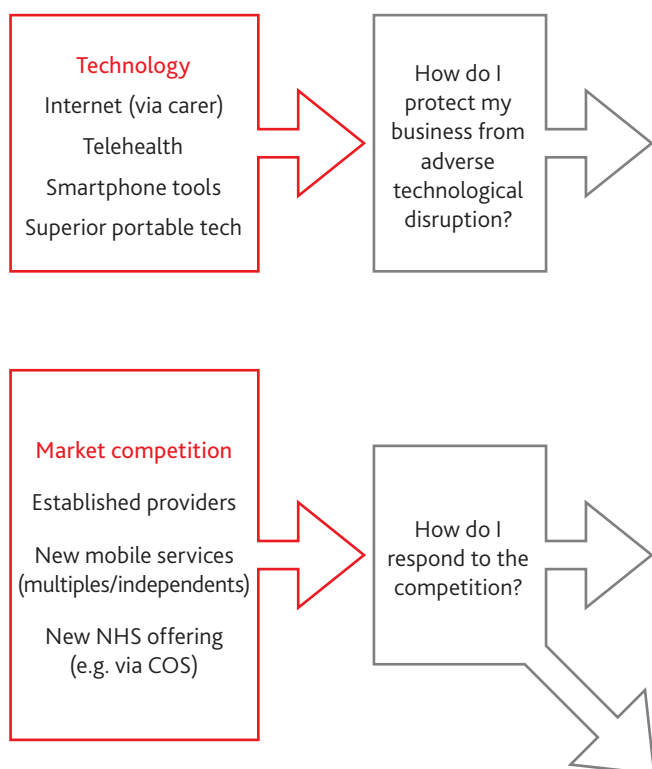 Technology
Internet (via carer)
Telehealth
Smartphone tools
Superior portable tech
How do I
protect my
business from
adverse
technological
disruption?
Market competition
Established providers
New mobile services
(multiples/independents)
New NHS offering
(e.g. via COS)
How do I
respond to the
competition?